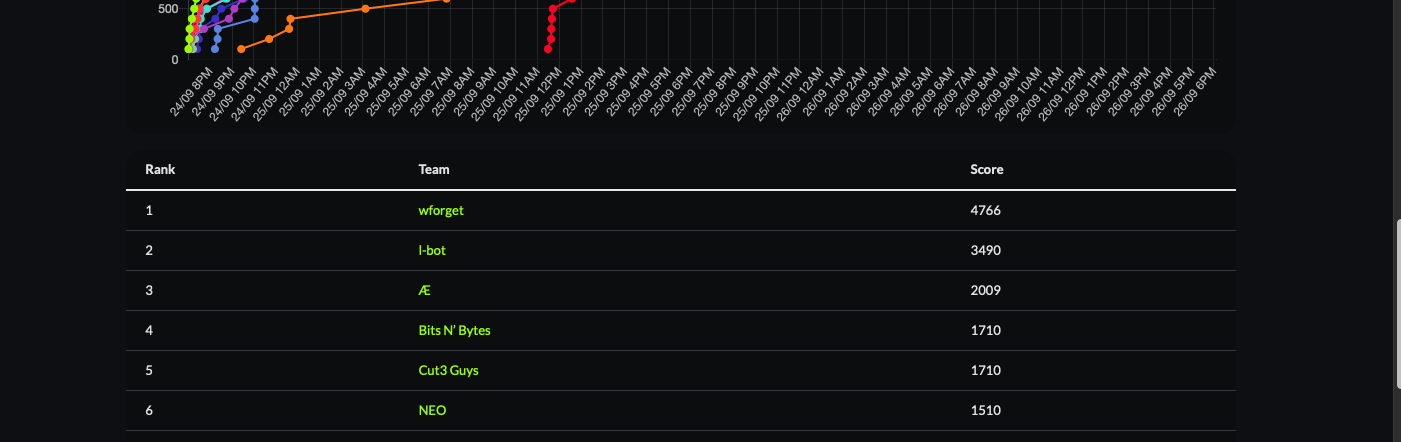 500
0
24/09 8PM
24/09 9PM
24/09 10PM
24/09 11PM
25/09 12AM
25/09 1AM
25/09 2AM
25/09 3AM
25/09 4AM
25/09 5AM
25/09 6AM
25/09 7AM
25/09 8AM
25/09 9AM
25/09 10AM
25/09 11AM
25/09 12PM
25/09 1PM
25/09 2PM
25/09 3PM
25/09 4PM
25/09 5PM
25/09 6PM
25/09 7PM
25/09 8PM
25/09 9PM
25/09 10PM
25/09 11PM
26/09 12AM
26/09 1AM
26/09 2AM
26/09 3AM
26/09 4AM
26/09 5AM
26/09 6AM
26/09 7AM
26/09 8AM
26/09 9AM
26/09 10AM
26/09 11AM
26/09 12PM
26/09 1PM
26/09 2PM
26/09 3PM
26/09 4PM
26/09 5PM
26/09 6PM
Rank Team Score
1 wforget 4766
2 I-bot 3490
3 Æ 2009
4 Bits N’ Bytes 1710
5 Cut3 Guys 1710
6 NEO 1510